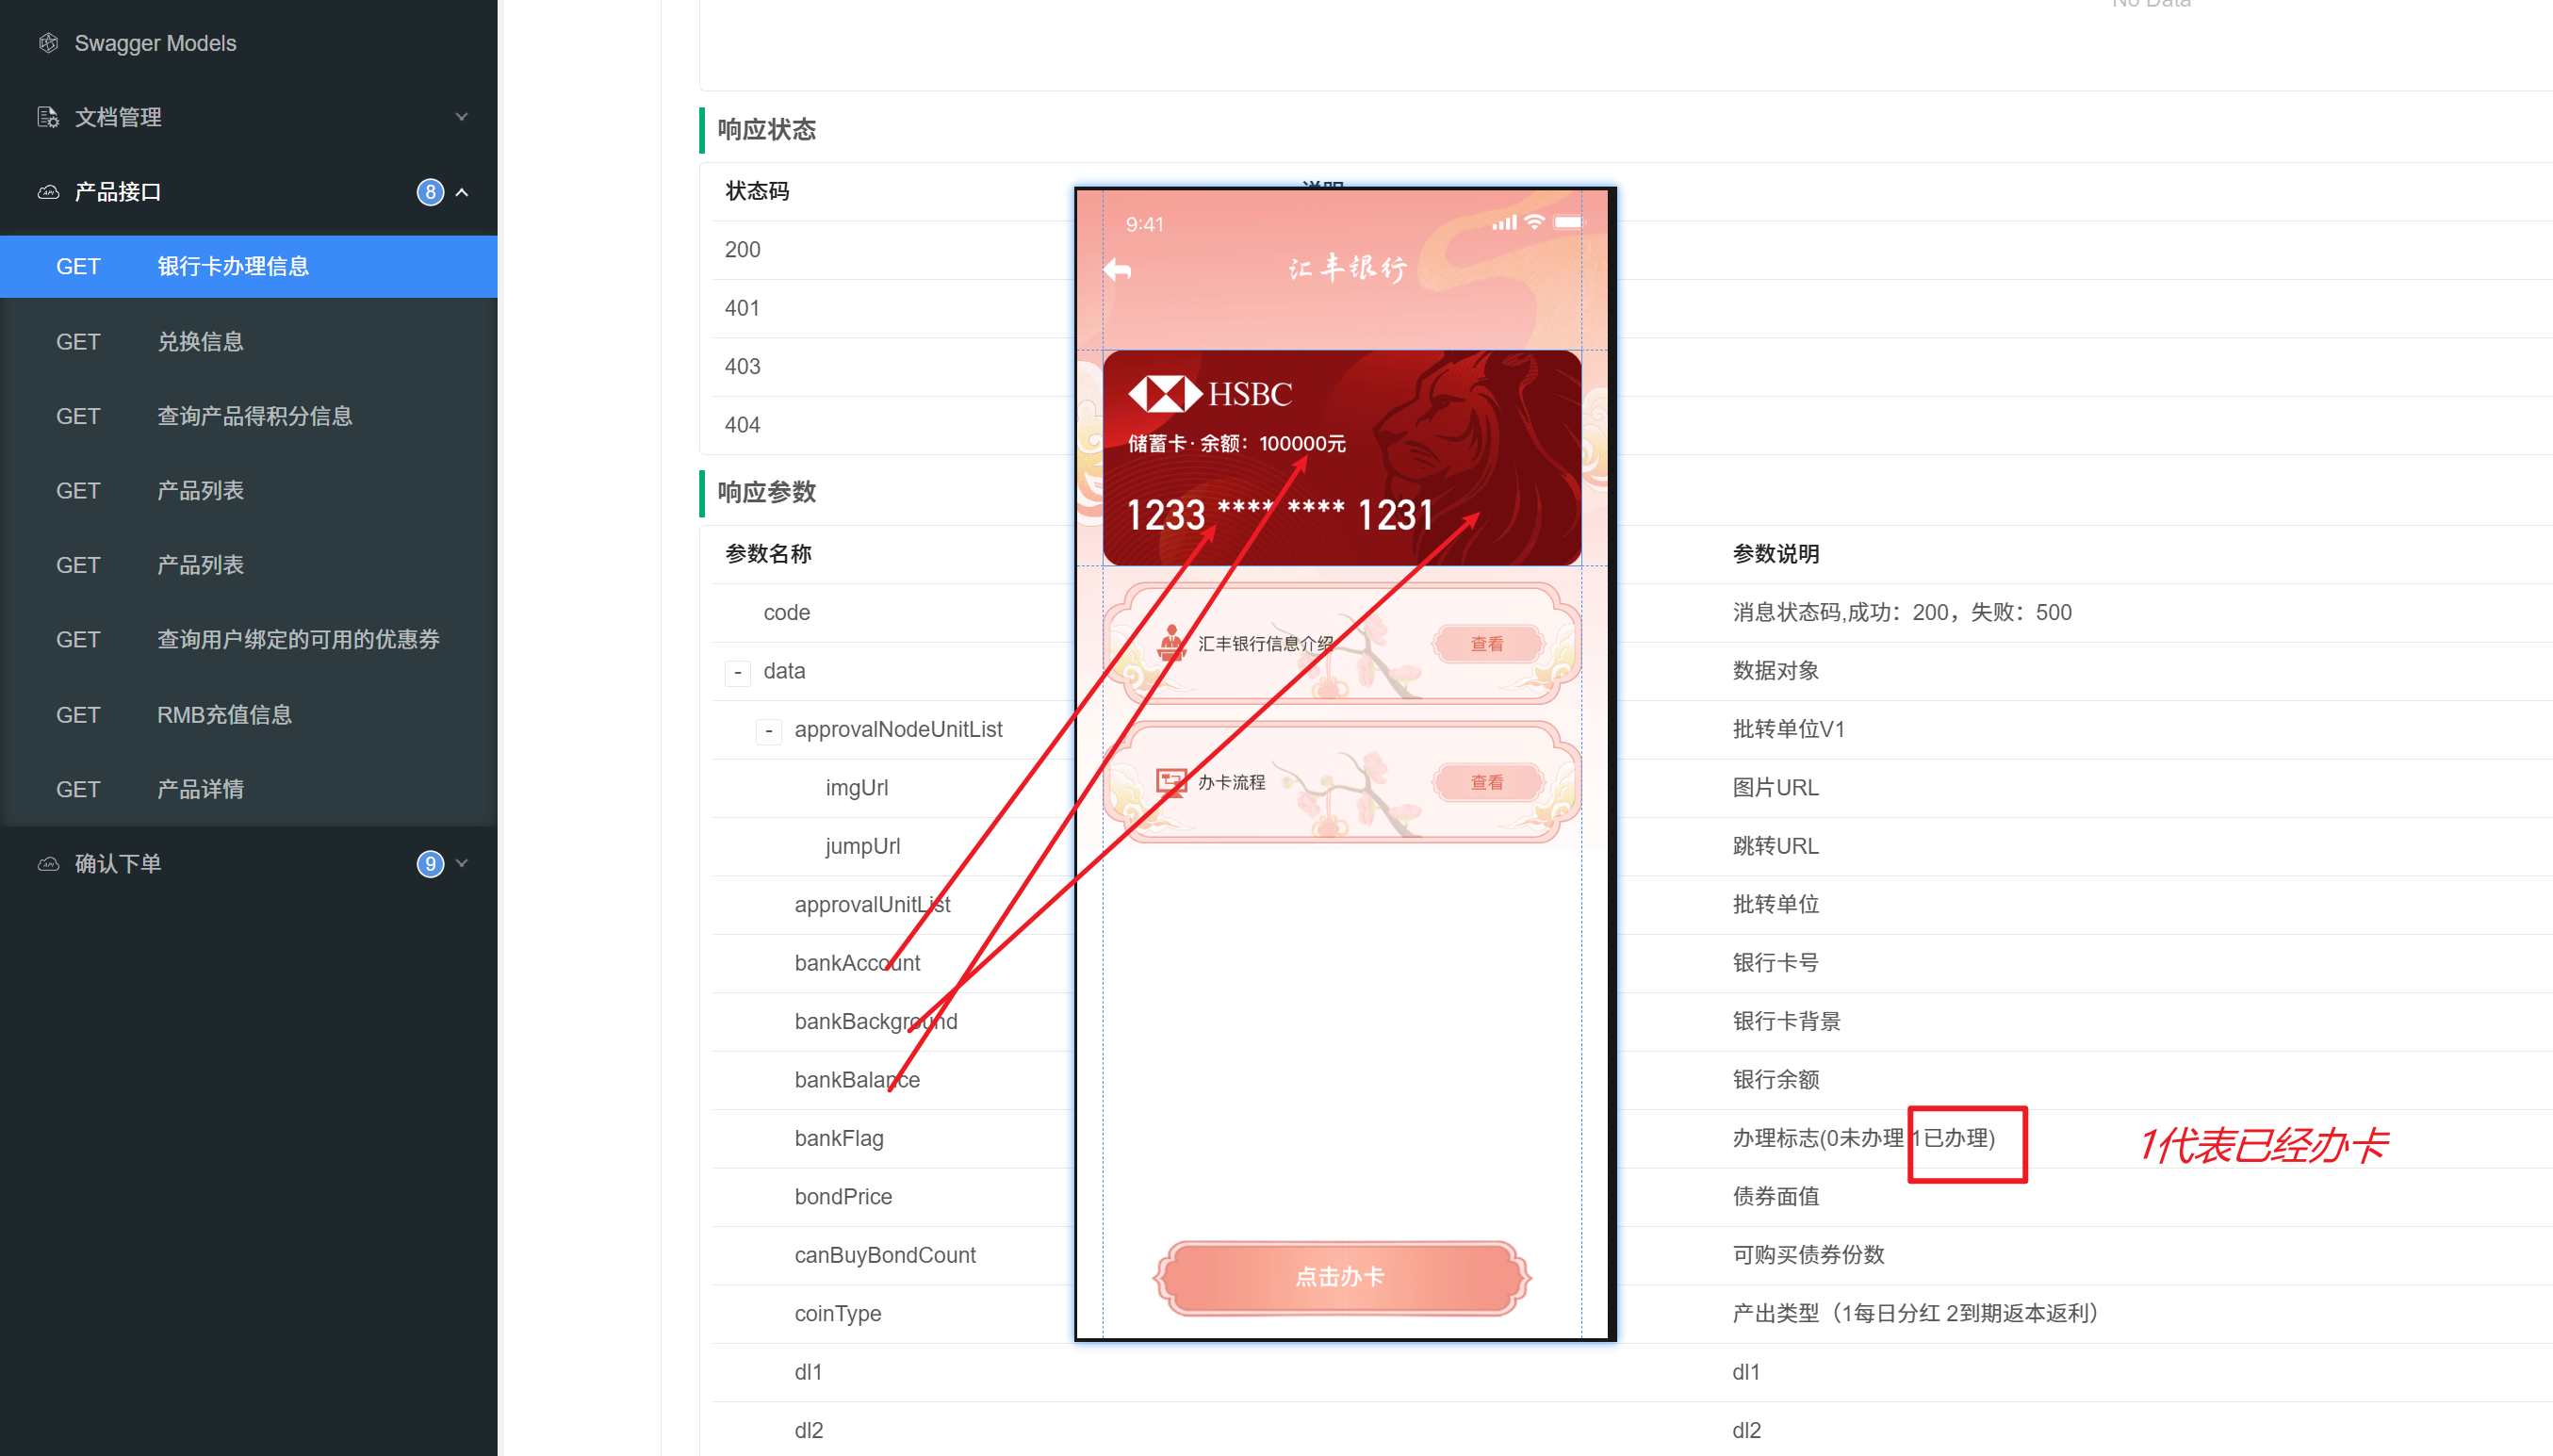 Swagger Models
文档管理
产品接口 8
GET 银行卡办理信息
GET 兑换信息
GET 查询产品得积分信息
GET 产品列表
GET 产品列表
GET 查询用户绑定的可用的优惠券
GET RMB充值信息
GET 产品详情
确认下单 9
No Data
响应状态
状态码 说明
200
401
403
404
响应参数
参数名称 参数说明
code 消息状态码,成功：200，失败：500
- data 数据对象
- approvalNodeUnitList 批转单位V1
imgUrl 图片URL
jumpUrl 跳转URL
approvalUnitList 批转单位
bankAccount 银行卡号
bankBackground 银行卡背景
bankBalance 银行余额
bankFlag 办理标志(0未办理 1已办理)
1代表已经办卡
bondPrice 债券面值
canBuyBondCount 可购买债券份数
coinType 产出类型（1每日分红 2到期返本返利）
dl1 dl1
dl2 dl2
9:41
汇丰银行
HSBC
储蓄卡·余额：100000元
1233 **** **** 1231
汇丰银行信息介绍 查看
办卡流程 查看
点击办卡